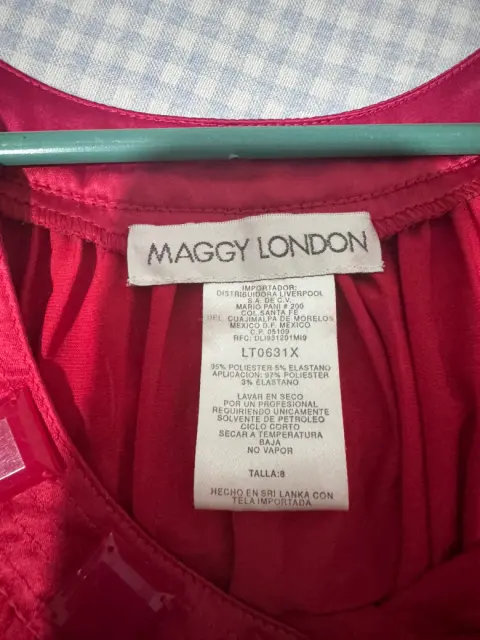 MAGGY LONDON
IMPORTADOR:
DISTRIBUIDORA LIVERPOOL
S.A. DE C.V.
MARIO PANI # 200
COL. SANTA FE
DEL. CUAJIMALPA DE MORELOS
MEXICO D.F. MEXICO
C.P. 05109
RFC: DLI931201MI9
LT0631X
95% POLIESTER 5% ELASTANO
APLICACION: 97% POLIESTER
3% ELASTANO
LAVAR EN SECO
POR UN PROFESIONAL
REQUIRIENDO UNICAMENTE
SOLVENTE DE PETROLEO
CICLO CORTO
SECAR A TEMPERATURA
BAJA
NO VAPOR
TALLA: 8
HECHO EN SRI LANKA CON
TELA IMPORTADA